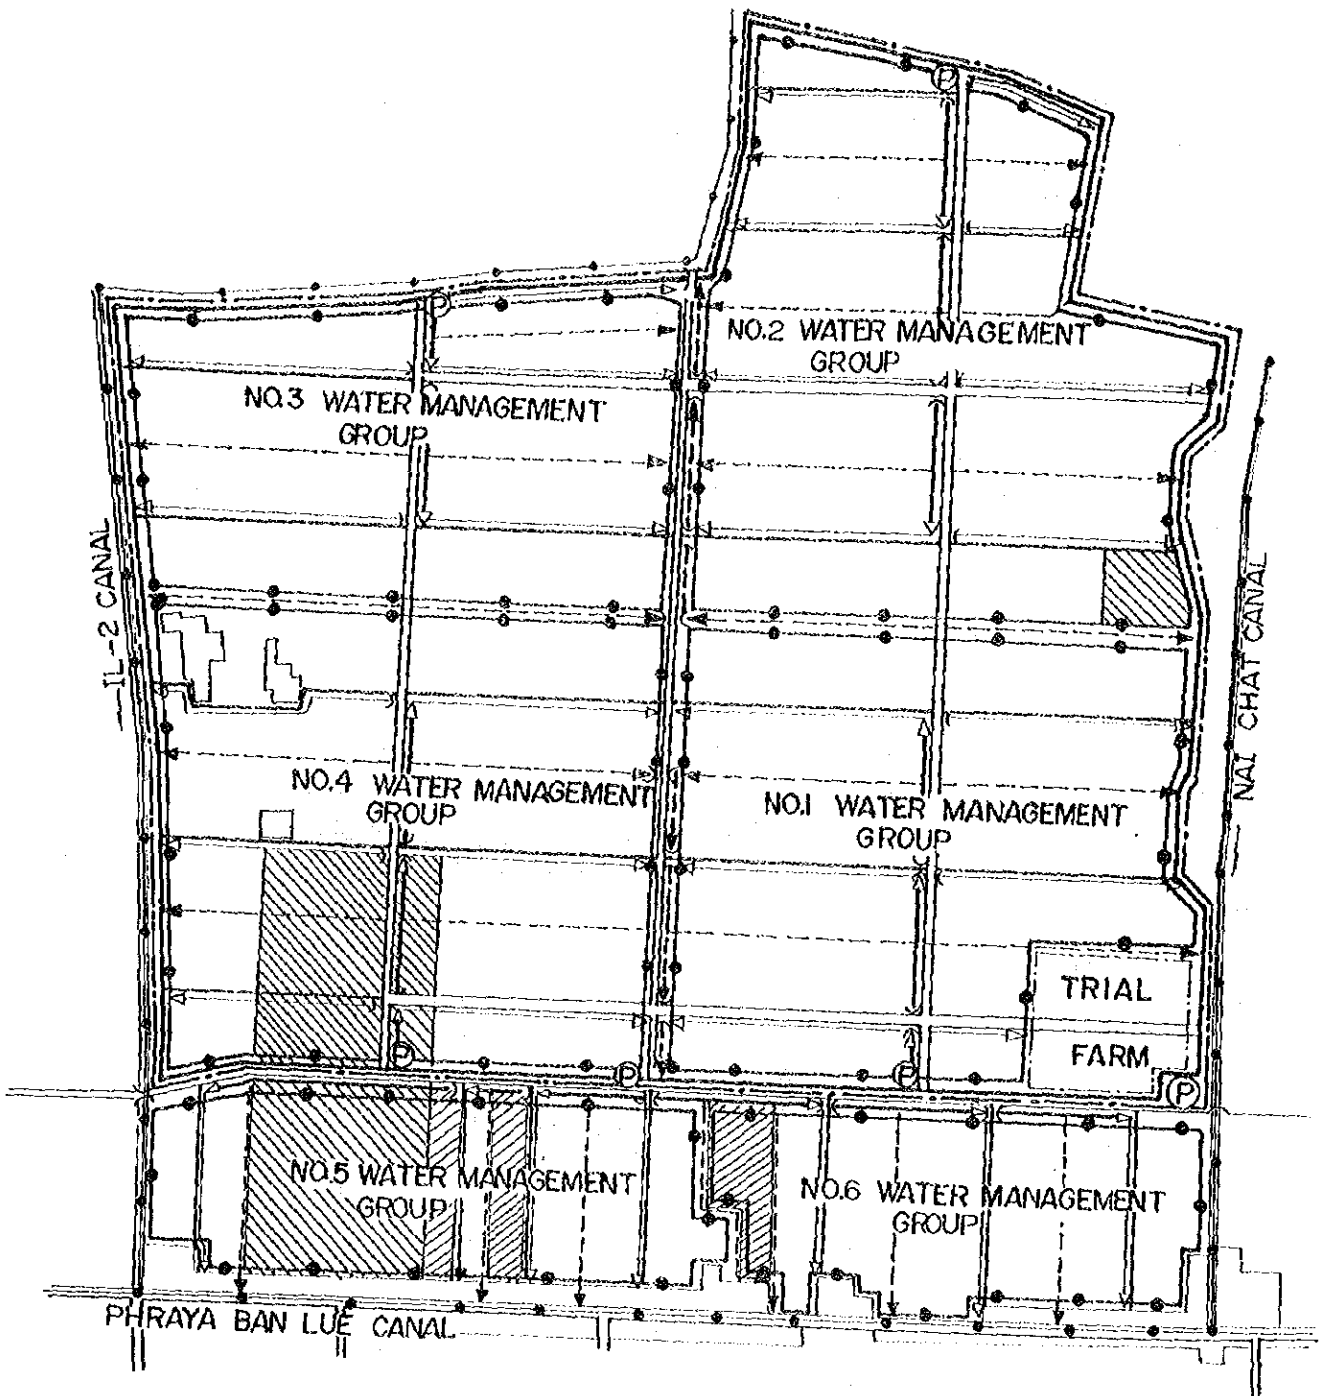 P
NO.2 WATER MANAGEMENT
GROUP
P
NO.3 WATER MANAGEMENT
GROUP
IL-2 CANAL
NAI CHAT CANAL
NO.4 WATER MANAGEMENT
GROUP
NO.1 WATER MANAGEMENT
GROUP
TRIAL
FARM
P
P
P
P
NO.5 WATER MANAGEMENT
GROUP
NO.6 WATER MANAGEMENT
GROUP
PHRAYA BAN LUE CANAL